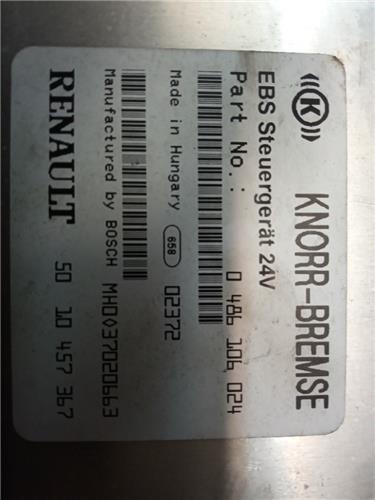 KNORR-BREMSE
EBS Steuergerät 24V
Part No.: 0 486 106 024
Made in Hungary 658 02372
Manufactured by BOSCH MHD037020663
RENAULT 50 10 457 367